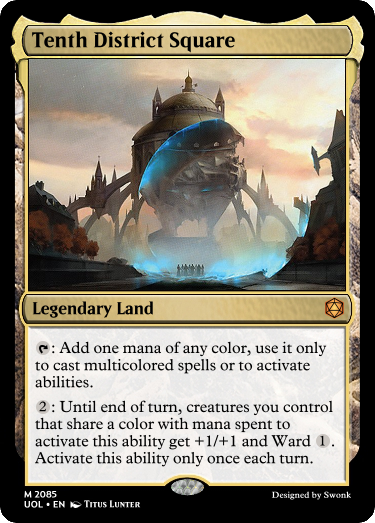 Tenth District Square
Legendary Land
: Add one mana of any color, use it only
to cast multicolored spells or to activate
abilities.
2: Until end of turn, creatures you control
that share a color with mana spent to
activate this ability get +1/+1 and Ward 1.
Activate this ability only once each turn.
M 2085
UOL • EN Titus Lunter
Designed by Swonk